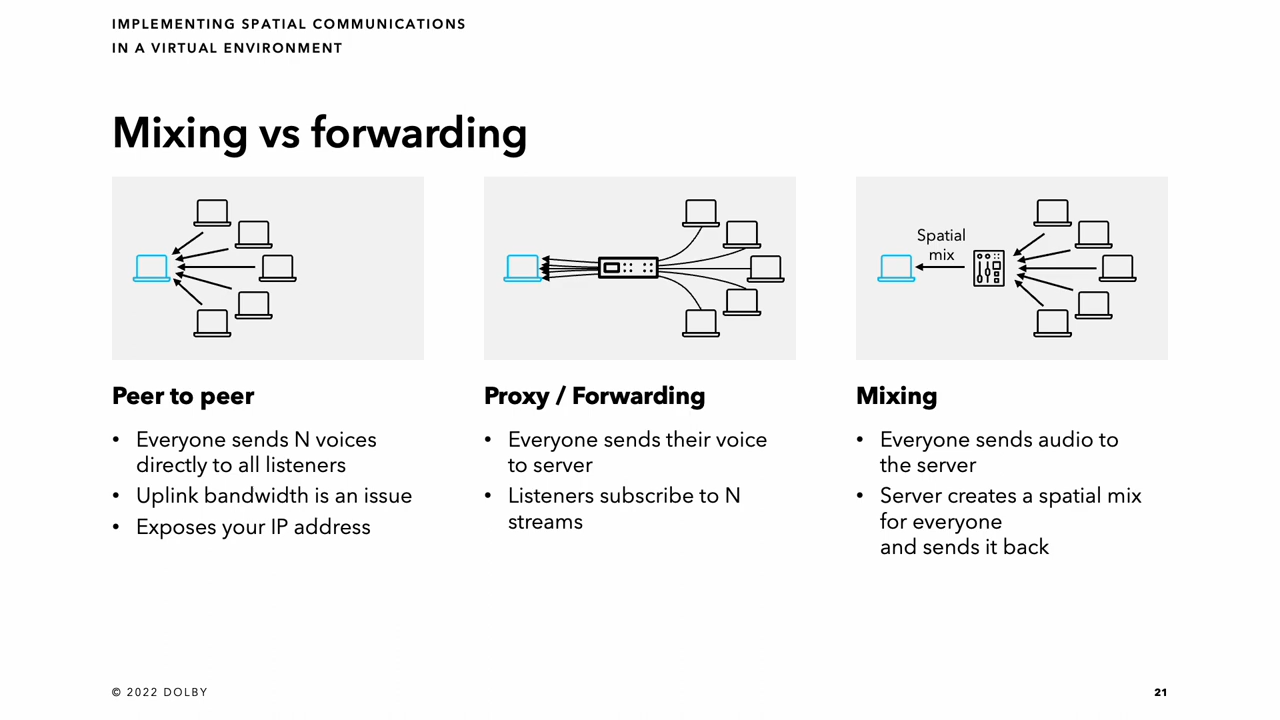 IMPLEMENTING SPATIAL COMMUNICATIONS
IN A VIRTUAL ENVIRONMENT
Mixing vs forwarding
Spatial
mix
Peer to peer
• Everyone sends N voices
directly to all listeners
• Uplink bandwidth is an issue
• Exposes your IP address
Proxy / Forwarding
• Everyone sends their voice
to server
• Listeners subscribe to N
streams
Mixing
• Everyone sends audio to
the server
• Server creates a spatial mix
for everyone
and sends it back
© 2022 DOLBY
21